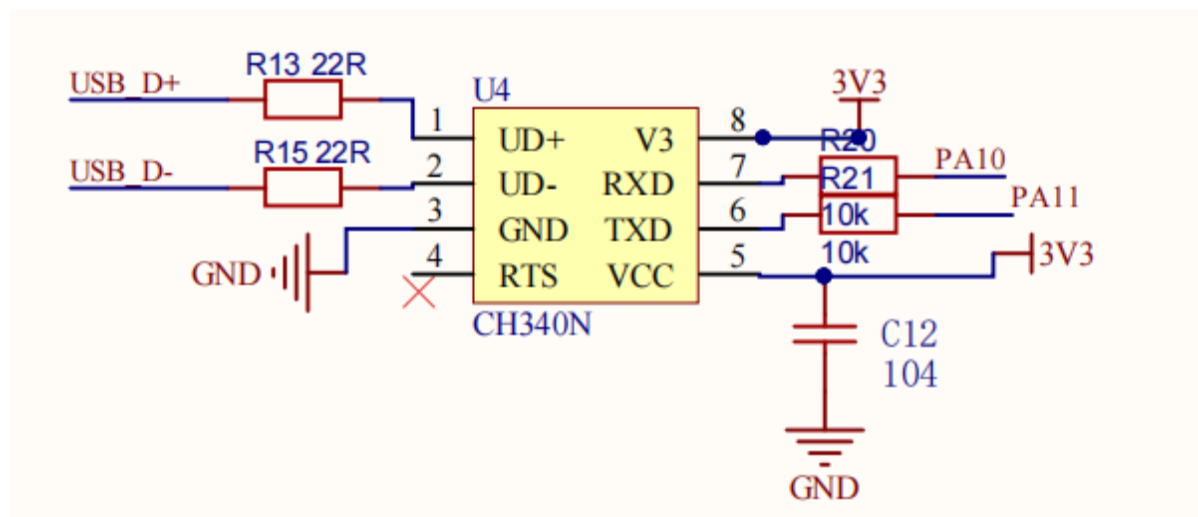 R13 22R
USB_D+
U4
3V3
1
UD+
V3
8
R20
R15 22R
USB_D-
2
UD-
RXD
7
R21
PA10
PA11
3
GND
TXD
6
10k
10k
4
RTS
VCC
5
3V3
GND
CH340N
C12
104
GND